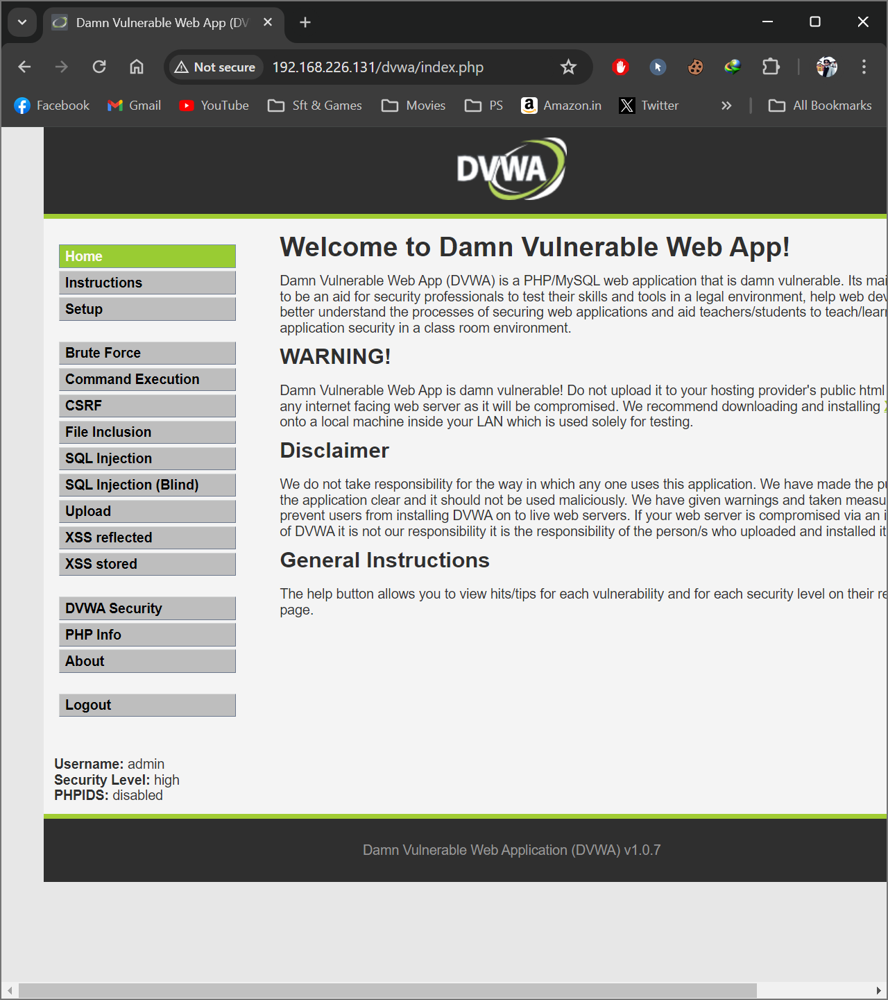 Damn Vulnerable Web App (DV
Not secure
192.168.226.131/dvwa/index.php
Facebook
Gmail
YouTube
Sft & Games
Movies
PS
Amazon.in
Twitter
All Bookmarks
DVWA
Home
Instructions
Setup
Brute Force
Command Execution
CSRF
File Inclusion
SQL Injection
SQL Injection (Blind)
Upload
XSS reflected
XSS stored
DVWA Security
PHP Info
About
Logout
Username: admin
Security Level: high
PHPIDS: disabled
Welcome to Damn Vulnerable Web App!
Damn Vulnerable Web App (DVWA) is a PHP/MySQL web application that is damn vulnerable. Its mai
to be an aid for security professionals to test their skills and tools in a legal environment, help web dev
better understand the processes of securing web applications and aid teachers/students to teach/learn
application security in a class room environment.
WARNING!
Damn Vulnerable Web App is damn vulnerable! Do not upload it to your hosting provider's public html
any internet facing web server as it will be compromised. We recommend downloading and installing
onto a local machine inside your LAN which is used solely for testing.
Disclaimer
We do not take responsibility for the way in which any one uses this application. We have made the pu
the application clear and it should not be used maliciously. We have given warnings and taken measu
prevent users from installing DVWA on to live web servers. If your web server is compromised via an i
of DVWA it is not our responsibility it is the responsibility of the person/s who uploaded and installed it
General Instructions
The help button allows you to view hits/tips for each vulnerability and for each security level on their re
page.
Damn Vulnerable Web Application (DVWA) v1.0.7